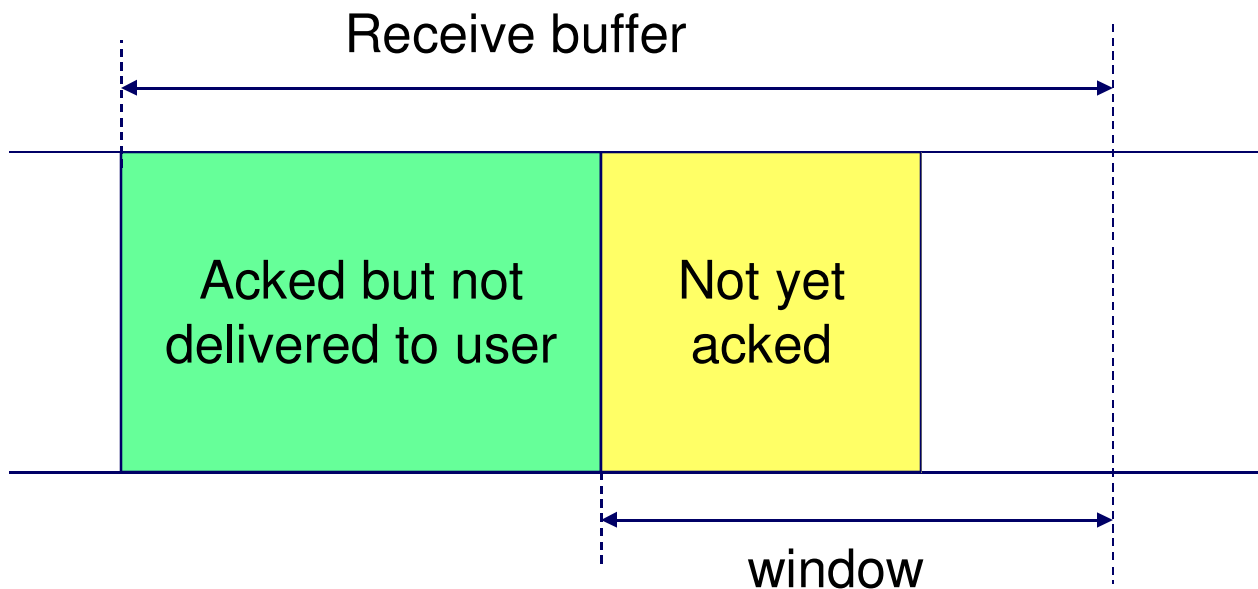 Receive buffer
Acked but not
delivered to user
Not yet
acked
window